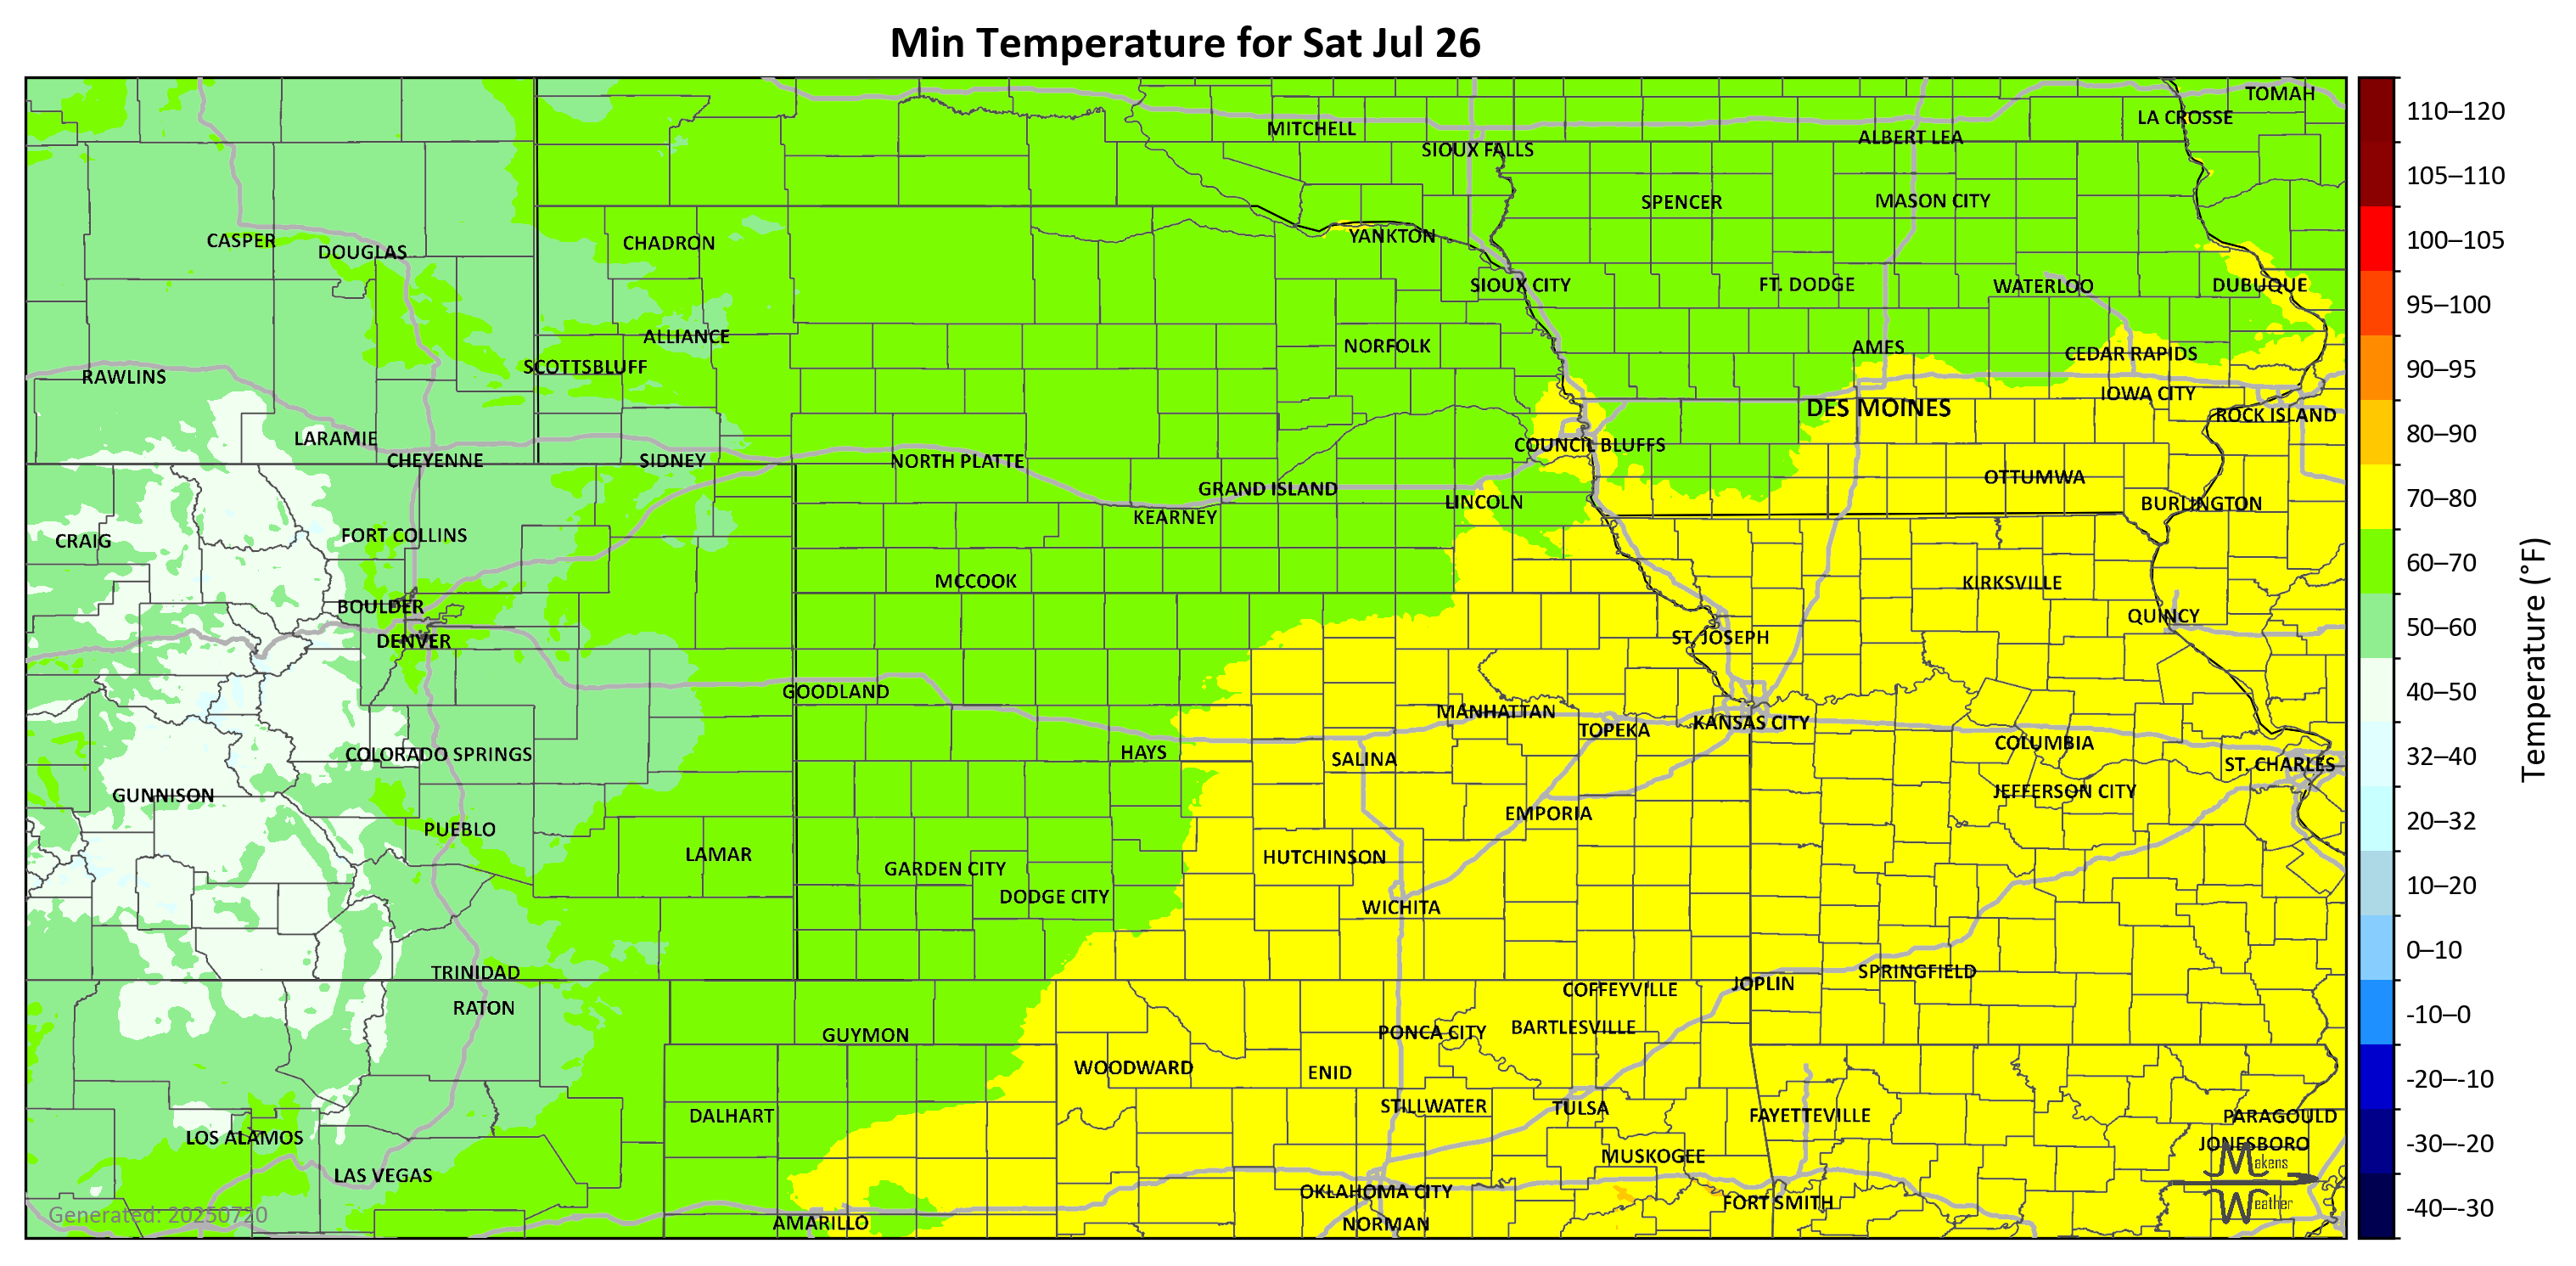 Min Temperature for Sat Jul 26
TOMAH
LA CROSSE
MITCHELL
ALBERT LEA
SIOUX FALLS
SPENCER
MASON CITY
CASPER
DOUGLAS
CHADRON
YANKTON
SIOUX CITY
FT. DODGE
WATERLOO
DUBUQUE
ALLIANCE
NORFOLK
AMES
CEDAR RAPIDS
SCOTTSBLUFF
RAWLINS
IOWA CITY
DES MOINES
ROCK ISLAND
LARAMIE
COUNCIL BLUFFS
CHEYENNE
SIDNEY
NORTH PLATTE
OTTUMWA
GRAND ISLAND
LINCOLN
BURLINGTON
KEARNEY
FORT COLLINS
CRAIG
MCCOOK
KIRKSVILLE
BOULDER
QUINCY
DENVER
ST. JOSEPH
GOODLAND
MANHATTAN
TOPEKA
KANSAS CITY
COLUMBIA
COLORADO SPRINGS
HAYS
SALINA
ST. CHARLES
GUNNISON
JEFFERSON CITY
EMPORIA
PUEBLO
LAMAR
HUTCHINSON
GARDEN CITY
DODGE CITY
WICHITA
TRINIDAD
SPRINGFIELD
JOPLIN
COFFEYVILLE
RATON
GUYMON
PONCA CITY
BARTLESVILLE
WOODWARD
ENID
DALHART
STILLWATER
TULSA
FAYETTEVILLE
PARAGOULD
LOS ALAMOS
JONESBORO
MUSKOGEE
LAS VEGAS
OKLAHOMA CITY
FORT SMITH
AMARILLO
NORMAN
Generated: 20250720
Makens
Weather
110–120
105–110
100–105
95–100
90–95
80–90
70–80
60–70
50–60
40–50
32–40
20–32
10–20
0–10
-10–0
-20–-10
-30–-20
-40–-30
Temperature (°F)